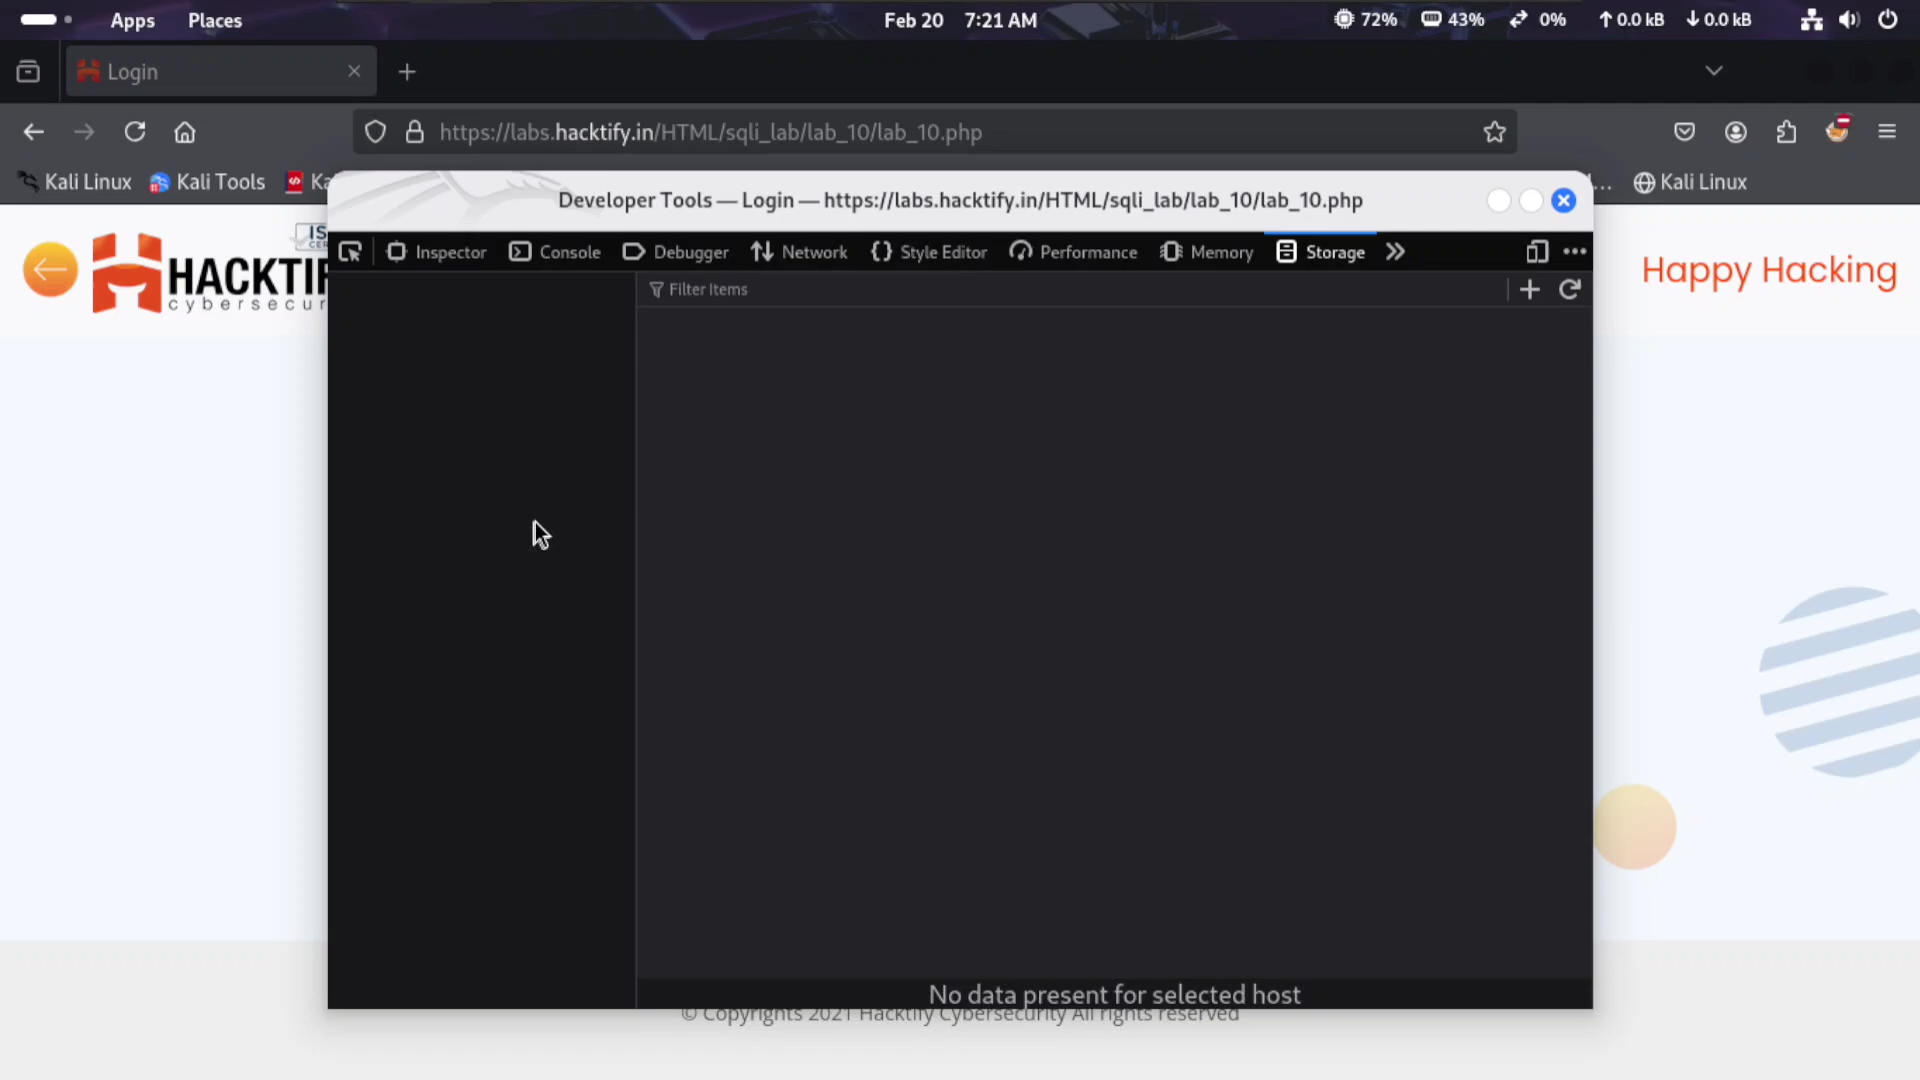 Apps Places Feb 20 7:21 AM 72% 43% 0% 0.0 kB 0.0 kB
Login
https://labs.hacktify.in/HTML/sqli_lab/lab_10/lab_10.php
Kali Linux Kali Tools Ka ... Kali Linux
Developer Tools — Login — https://labs.hacktify.in/HTML/sqli_lab/lab_10/lab_10.php
Inspector Console Debugger Network Style Editor Performance Memory Storage
HACKTIF
cybersecur
Happy Hacking
Filter Items
No data present for selected host
© Copyrights 2021 Hacktify Cybersecurity All rights reserved